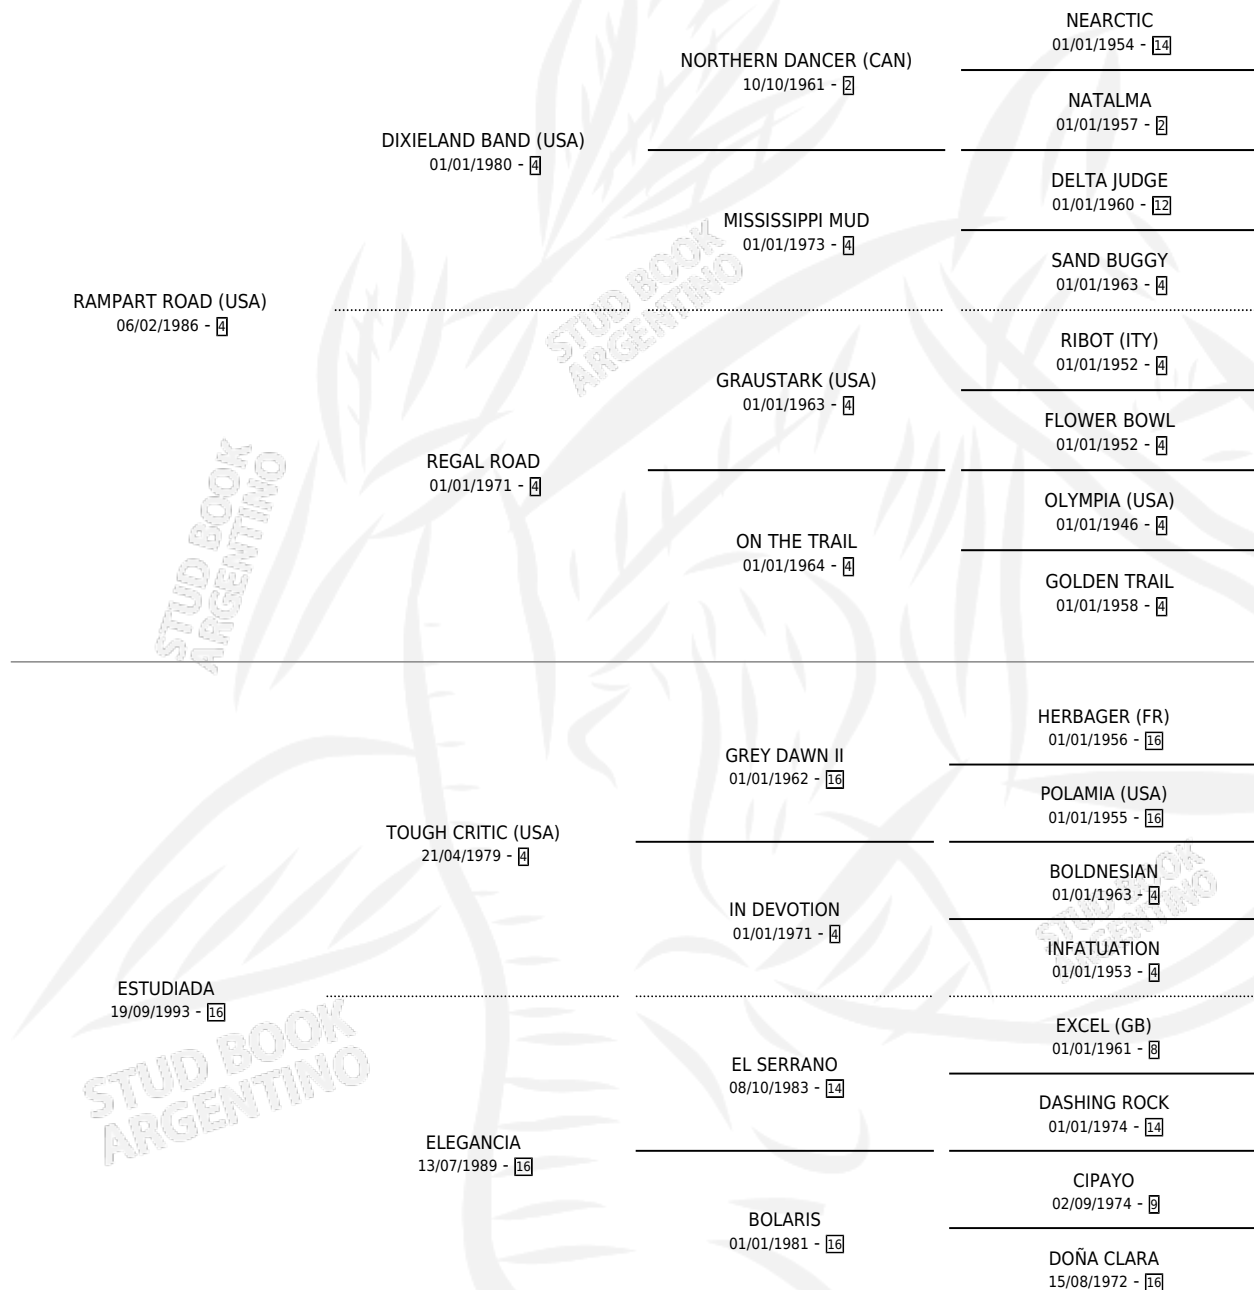 NEARCTIC
01/01/1954 - 14
NORTHERN DANCER (CAN)
10/10/1961 - 2
NATALMA
01/01/1957 - 2
DIXIELAND BAND (USA)
01/01/1980 - 4
DELTA JUDGE
01/01/1960 - 12
MISSISSIPPI MUD
01/01/1973 - 4
SAND BUGGY
01/01/1963 - 4
RAMPART ROAD (USA)
06/02/1986 - 4
RIBOT (ITY)
01/01/1952 - 4
GRAUSTARK (USA)
01/01/1963 - 4
FLOWER BOWL
01/01/1952 - 4
REGAL ROAD
01/01/1971 - 4
OLYMPIA (USA)
01/01/1946 - 4
ON THE TRAIL
01/01/1964 - 4
GOLDEN TRAIL
01/01/1958 - 4
HERBAGER (FR)
01/01/1956 - 16
GREY DAWN II
01/01/1962 - 16
POLAMIA (USA)
01/01/1955 - 16
TOUGH CRITIC (USA)
21/04/1979 - 4
BOLDNESIAN
01/01/1963 - 4
IN DEVOTION
01/01/1971 - 4
INFATUATION
01/01/1953 - 4
ESTUDIADA
19/09/1993 - 16
EXCEL (GB)
01/01/1961 - 8
EL SERRANO
08/10/1983 - 14
DASHING ROCK
01/01/1974 - 14
ELEGANCIA
13/07/1989 - 16
CIPAYO
02/09/1974 - 9
BOLARIS
01/01/1981 - 16
DOÑA CLARA
15/08/1972 - 16
STUD BOOK
ARGENTINO
STUD BOOK
ARGENTINO
STUD BOOK
ARGENTINO
STUD BOOK
ARGENTINO